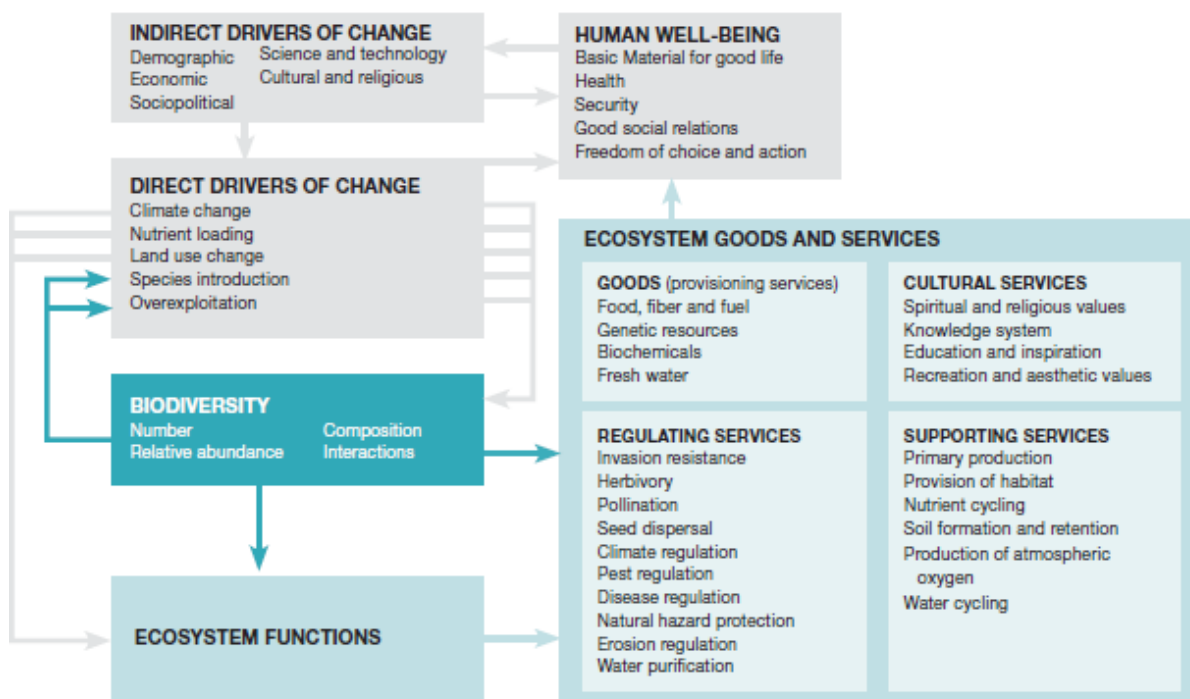 INDIRECT DRIVERS OF CHANGE
Demographic
Economic
Sociopolitical
Science and technology
Cultural and religious
HUMAN WELL-BEING
Basic Material for good life
Health
Security
Good social relations
Freedom of choice and action
DIRECT DRIVERS OF CHANGE
Climate change
Nutrient loading
Land use change
Species introduction
Overexploitation
BIODIVERSITY
Number
Relative abundance
Composition
Interactions
ECOSYSTEM FUNCTIONS
ECOSYSTEM GOODS AND SERVICES
GOODS (provisioning services)
Food, fiber and fuel
Genetic resources
Biochemicals
Fresh water
CULTURAL SERVICES
Spiritual and religious values
Knowledge system
Education and inspiration
Recreation and aesthetic values
REGULATING SERVICES
Invasion resistance
Herbivory
Pollination
Seed dispersal
Climate regulation
Pest regulation
Disease regulation
Natural hazard protection
Erosion regulation
Water purification
SUPPORTING SERVICES
Primary production
Provision of habitat
Nutrient cycling
Soil formation and retention
Production of atmospheric
oxygen
Water cycling